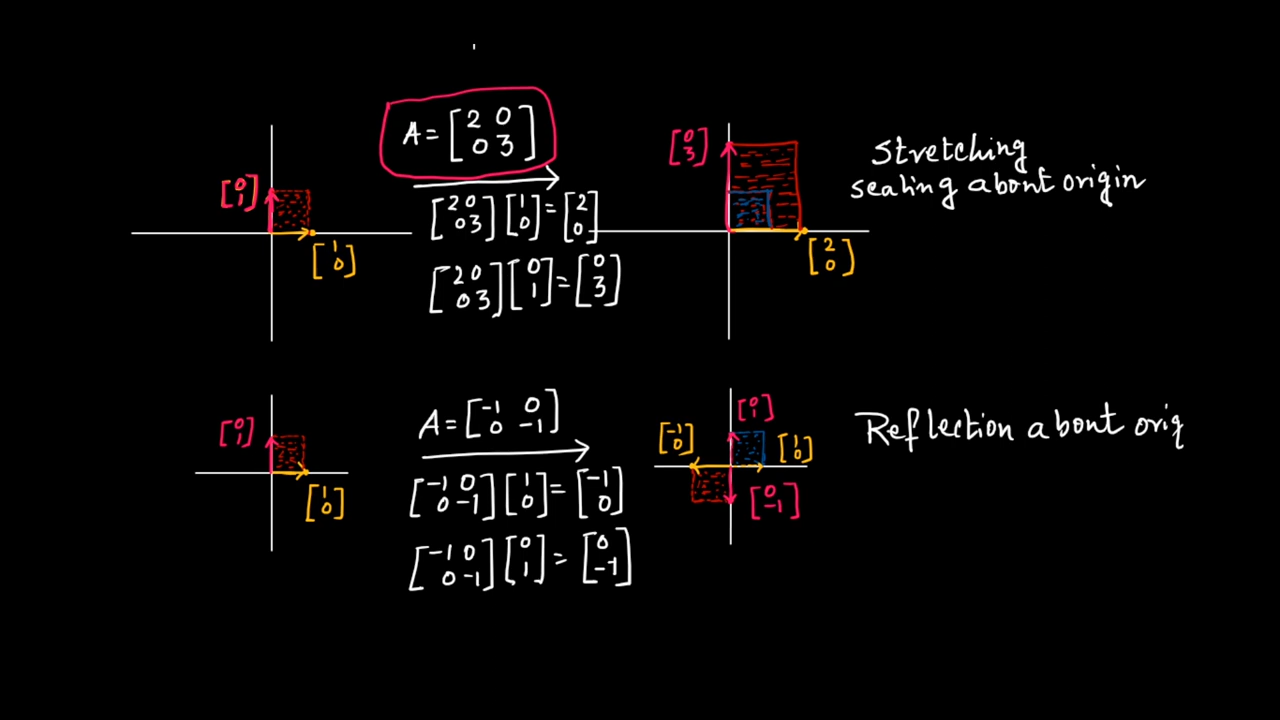 A = [2 0; 0 3]
[0; 1]
[1; 0]
[2 0; 0 3] [1; 0] = [2; 0]
[2 0; 0 3] [0; 1] = [0; 3]
[0; 3]
[2; 0]
Stretching
scaling about origin
[0; 1]
[1; 0]
A = [-1 0; 0 -1]
[-1 0; 0 -1] [1; 0] = [-1; 0]
[-1 0; 0 -1] [0; 1] = [0; -1]
[0; 1]
[-1; 0]
[1; 0]
[0; -1]
Reflection about orig